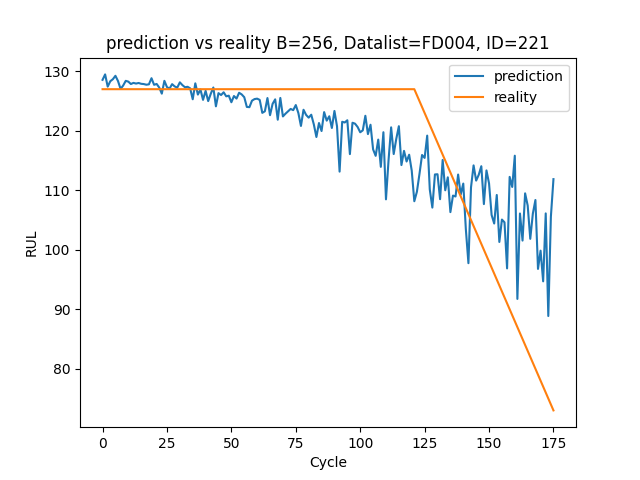 prediction vs reality B=256, Datalist=FD004, ID=221
prediction
reality
RUL
130
120
110
100
90
80
0
25
50
75
100
125
150
175
Cycle